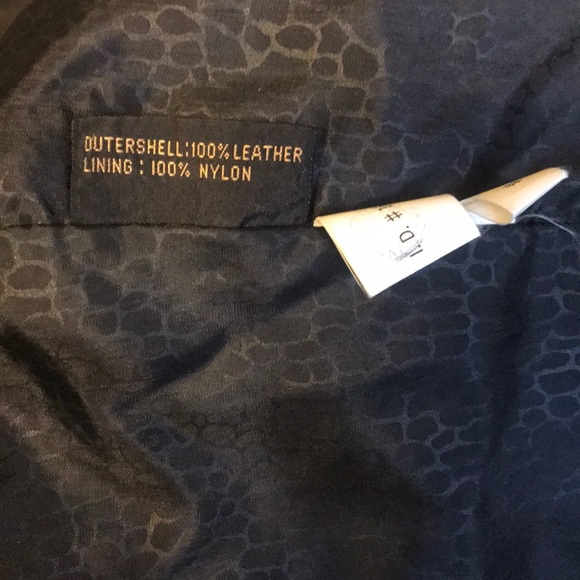 OUTERSHELL:100% LEATHER
LINING : 100% NYLON